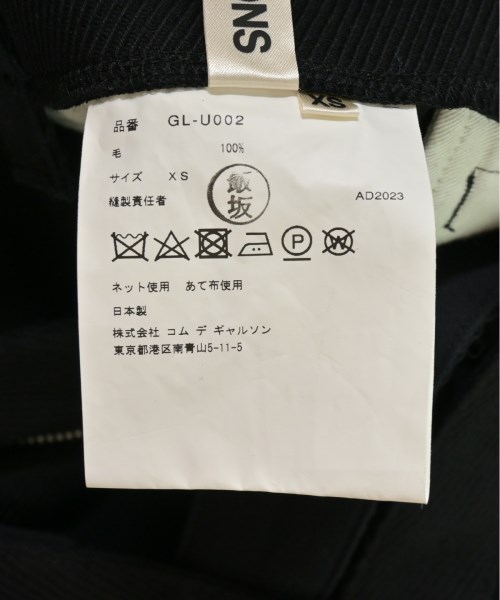 SNO
XS
品番 GL-U002
毛 100%
サイズ XS
縫製責任者 飯坂 AD2023
P W
ネット使用 あて布使用
日本製
株式会社 コム デ ギャルソン
東京都港区南青山5-11-5